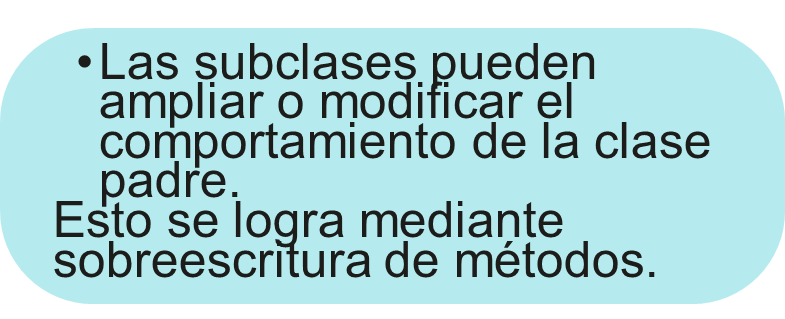 •Las subclases pueden
ampliar o modificar el
comportamiento de la clase
padre.
Esto se logra mediante
sobreescritura de métodos.